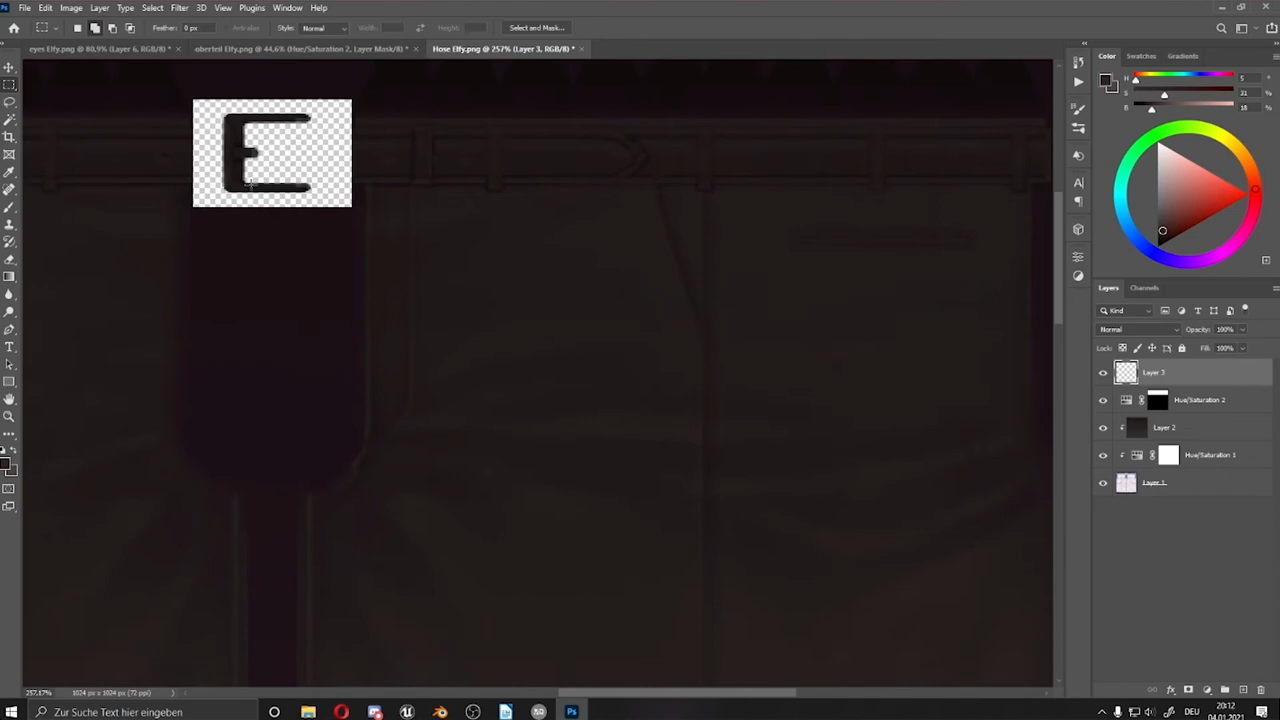 File Edit Image Layer Type Select Filter 3D View Plugins Window Help
Feather: 0 px Anti-alias Style: Normal Width: Height: Select and Mask...
eyes Elfy.png @ 80,9% (Layer 6, RGB/8) * × oberteil Elfy.png @ 44,6% (Hue/Saturation 2, Layer Mask/8) * × Hose Elfy.png @ 257% (Layer 3, RGB/8) * ×
Color Swatches Gradients
H 5 °
S 31 %
B 18 %
Layers Channels
Kind
Normal Opacity: 100%
Lock: Fill: 100%
Layer 3
Hue/Saturation 2
Layer 2
Hue/Saturation 1
Layer 1
E
257,17% 1024 px x 1024 px (72 ppi)
Zur Suche Text hier eingeben
DEU
20:12
04.01.2021